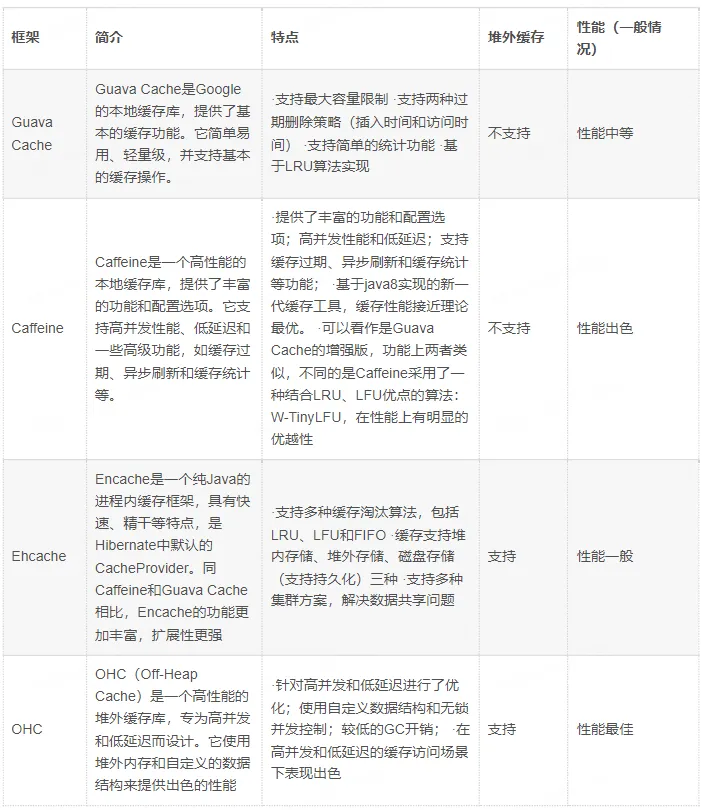 框架
简介
特点
堆外缓存
性能（一般情
况）
Guava
Cache
Guava Cache是Google
的本地缓存库，提供了基
本的缓存功能。它简单易
用、轻量级，并支持基本
的缓存操作。
·支持最大容量限制 ·支持两种过
期删除策略（插入时间和访问时
间） ·支持简单的统计功能 ·基
于LRU算法实现
不支持
性能中等
Caffeine
Caffeine是一个高性能的
本地缓存库，提供了丰富
的功能和配置选项。它支
持高并发性能、低延迟和
一些高级功能，如缓存过
期、异步刷新和缓存统计
等。
·提供了丰富的功能和配置选
项；高并发性能和低延迟；支持
缓存过期、异步刷新和缓存统计
等功能； ·基于java8实现的新一
代缓存工具，缓存性能接近理论
最优。 ·可以看作是Guava
Cache的增强版，功能上两者类
似，不同的是Caffeine采用了一
种结合LRU、LFU优点的算法：
W-TinyLFU，在性能上有明显的
优越性
不支持
性能出色
Ehcache
Encache是一个纯Java的
进程内缓存框架，具有快
速、精干等特点，是
Hibernate中默认的
CacheProvider。同
Caffeine和Guava Cache
相比，Encache的功能更
加丰富，扩展性更强
·支持多种缓存淘汰算法，包括
LRU、LFU和FIFO ·缓存支持堆
内存储、堆外存储、磁盘存储
（支持持久化）三种 ·支持多种
集群方案，解决数据共享问题
支持
性能一般
OHC
OHC（Off-Heap
Cache）是一个高性能的
堆外缓存库，专为高并发
和低延迟而设计。它使用
堆外内存和自定义的数据
结构来提供出色的性能
·针对高并发和低延迟进行了优
化；使用自定义数据结构和无锁
并发控制；较低的GC开销； ·在
高并发和低延迟的缓存访问场景
下表现出色
支持
性能最佳